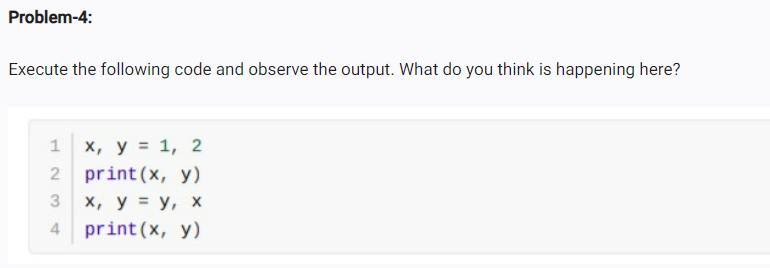 Problem-4:
Execute the following code and observe the output. What do you think is happening here?
1 x, y = 1, 2
2 print(x, y)
3 x, y = y, x
4 print(x, y)